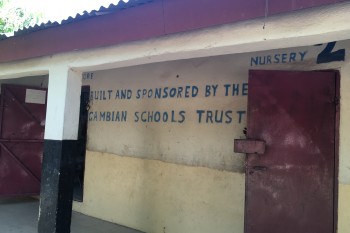 NURSERY 2
BUILT AND SPONSORED BY THE
GAMBIAN SCHOOLS TRUST